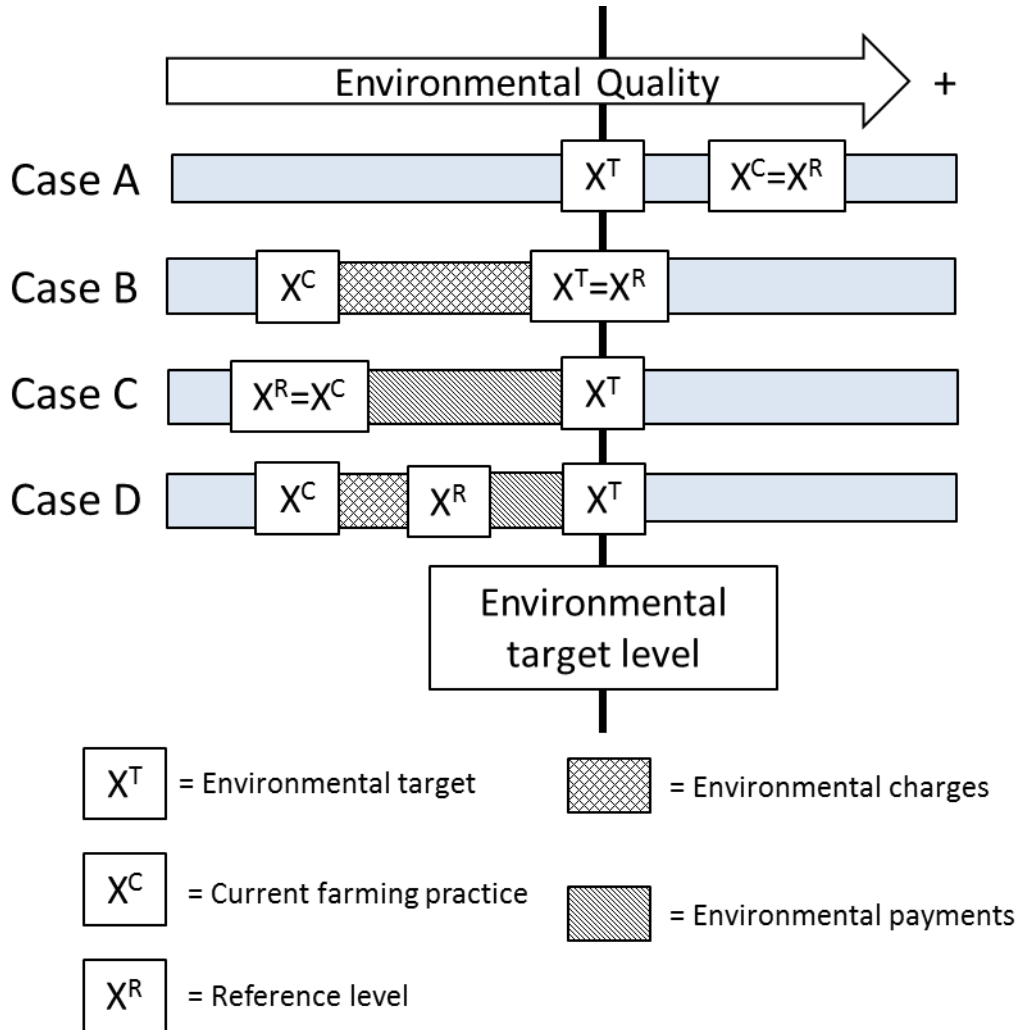 Environmental Quality +
Case A X^T X^C=X^R
Case B X^C X^T=X^R
Case C X^R=X^C X^T
Case D X^C X^R X^T
Environmental
target level
X^T = Environmental target
= Environmental charges
X^C = Current farming practice
= Environmental payments
X^R = Reference level